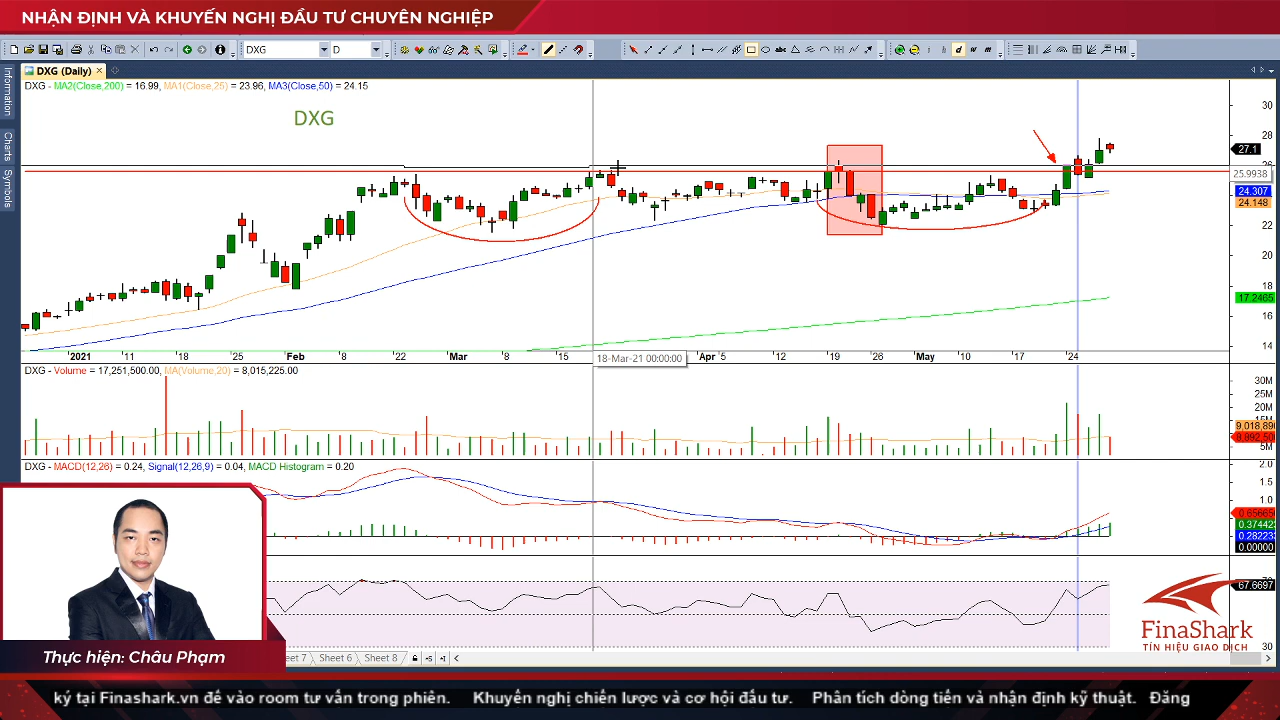 NHẬN ĐỊNH VÀ KHUYẾN NGHỊ ĐẦU TƯ CHUYÊN NGHIỆP
DXG D
DXG (Daily)
Information
Charts
Symbols
DXG - MA2(Close,200) = 16.99, MA1(Close,25) = 23.96, MA3(Close,50) = 24.15
DXG
30
28
27.1
26
25.9938
24.307
24.148
22
20
18
17.2465
16
14
2021 11 18 25 Feb 8 22 Mar 8 15 18-Mar-21 00:00:00 Apr 5 12 19 26 May 10 17 24
DXG - Volume = 17,251,500.00, MA(Volume,20) = 8,015,225.00
30M
25M
20M
15M
5M
DXG - MACD(12,26) = 0.24, Signal(12,26,9) = 0.04, MACD Histogram = 0.20
2.0
1.5
1.0
0.00000
67.6697
30
Sheet 6 Sheet 8
FinaShark
TÍN HIỆU GIAO DỊCH
Thực hiện: Châu Phạm
ký tại Finashark.vn để vào room tư vấn trong phiên. Khuyến nghị chiến lược và cơ hội đầu tư. Phân tích dòng tiền và nhận định kỹ thuật. Đăng